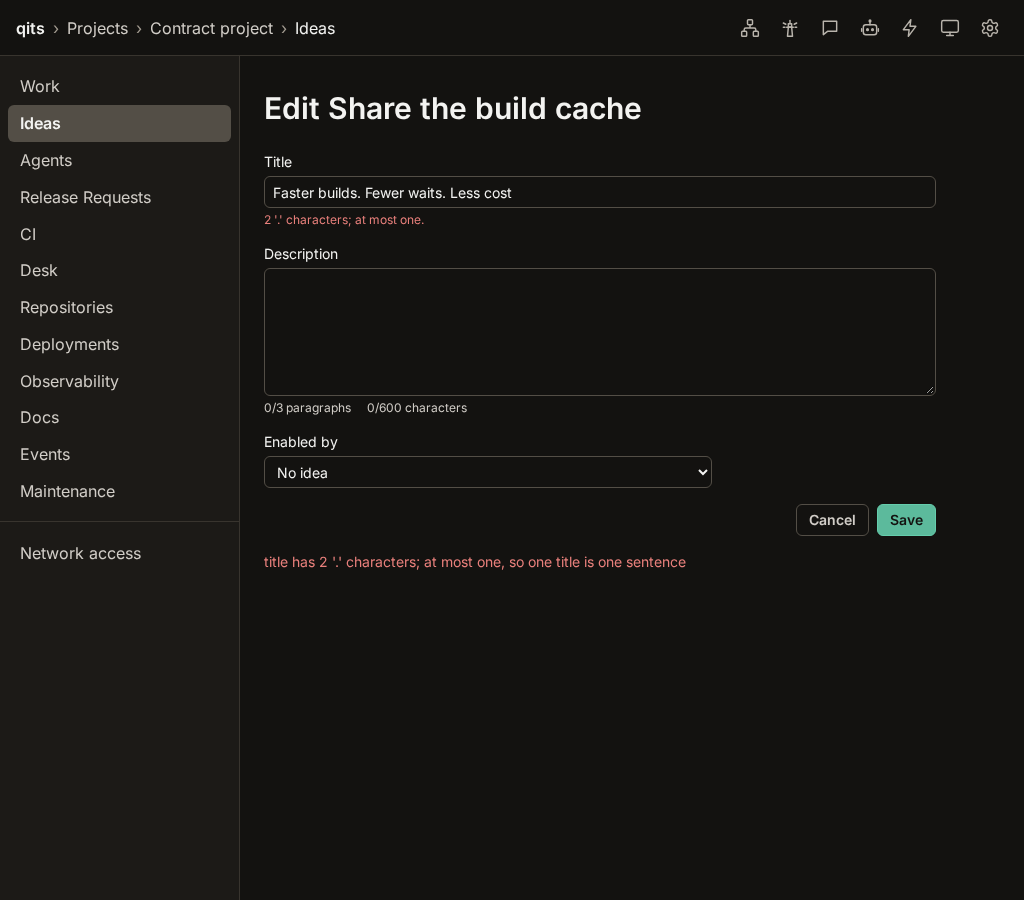 qits › Projects › Contract project › Ideas
Work
Ideas
Agents
Release Requests
CI
Desk
Repositories
Deployments
Observability
Docs
Events
Maintenance
Network access
Edit Share the build cache
Title
Faster builds. Fewer waits. Less cost
2 '.' characters; at most one.
Description
0/3 paragraphs 0/600 characters
Enabled by
No idea
Cancel Save
title has 2 '.' characters; at most one, so one title is one sentence